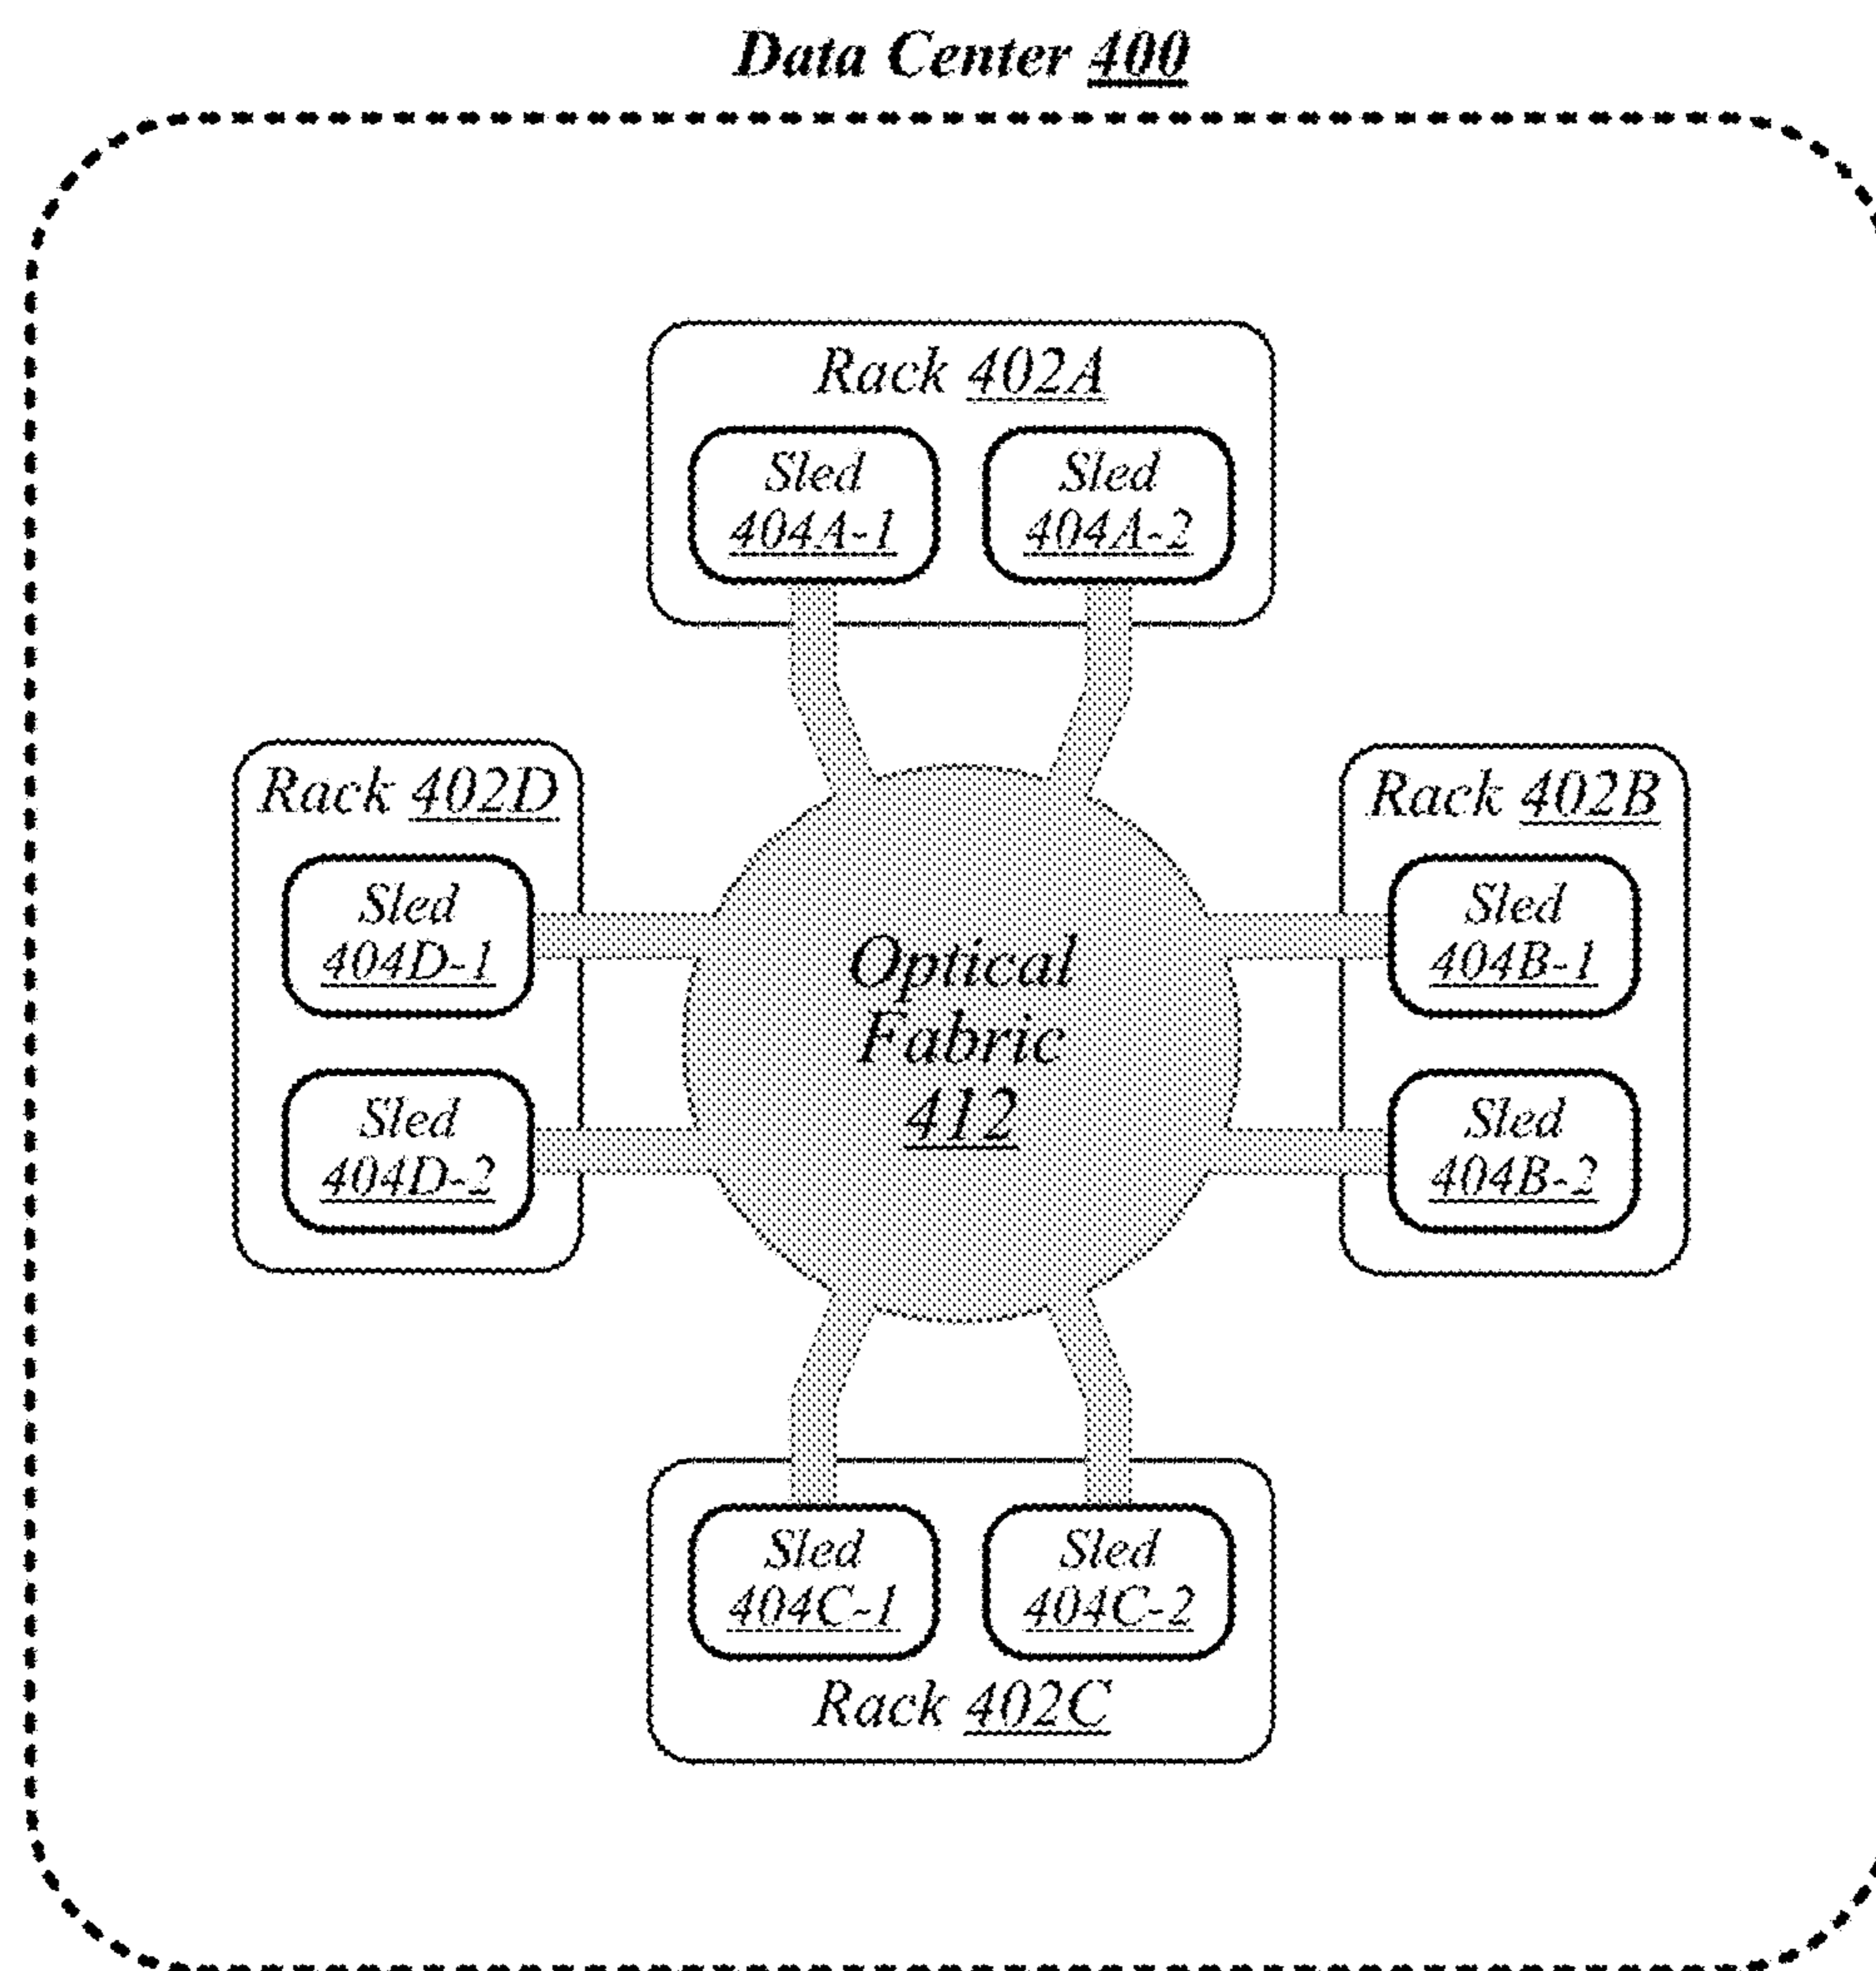 Data Center 400
Rack 402A
Sled
404A-1
Sled
404A-2
Rack 402D
Sled
404D-1
Sled
404D-2
Optical
Fabric
412
Rack 402B
Sled
404B-1
Sled
404B-2
Sled
404C-1
Sled
404C-2
Rack 402C